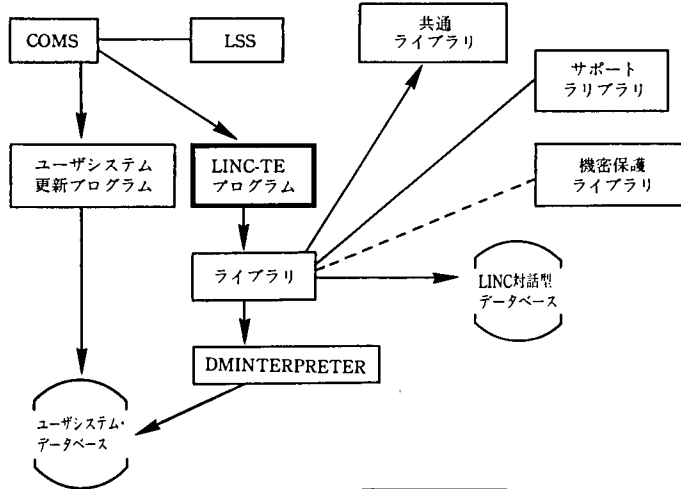 COMS
LSS
共通
ライブラリ
サポート
ラリブラリ
機密保護
ライブラリ
ユーザシステム
更新プログラム
LINC-TE
プログラム
ライブラリ
LINC対話型
データベース
DMINTERPRETER
ユーザシステム・
データベース